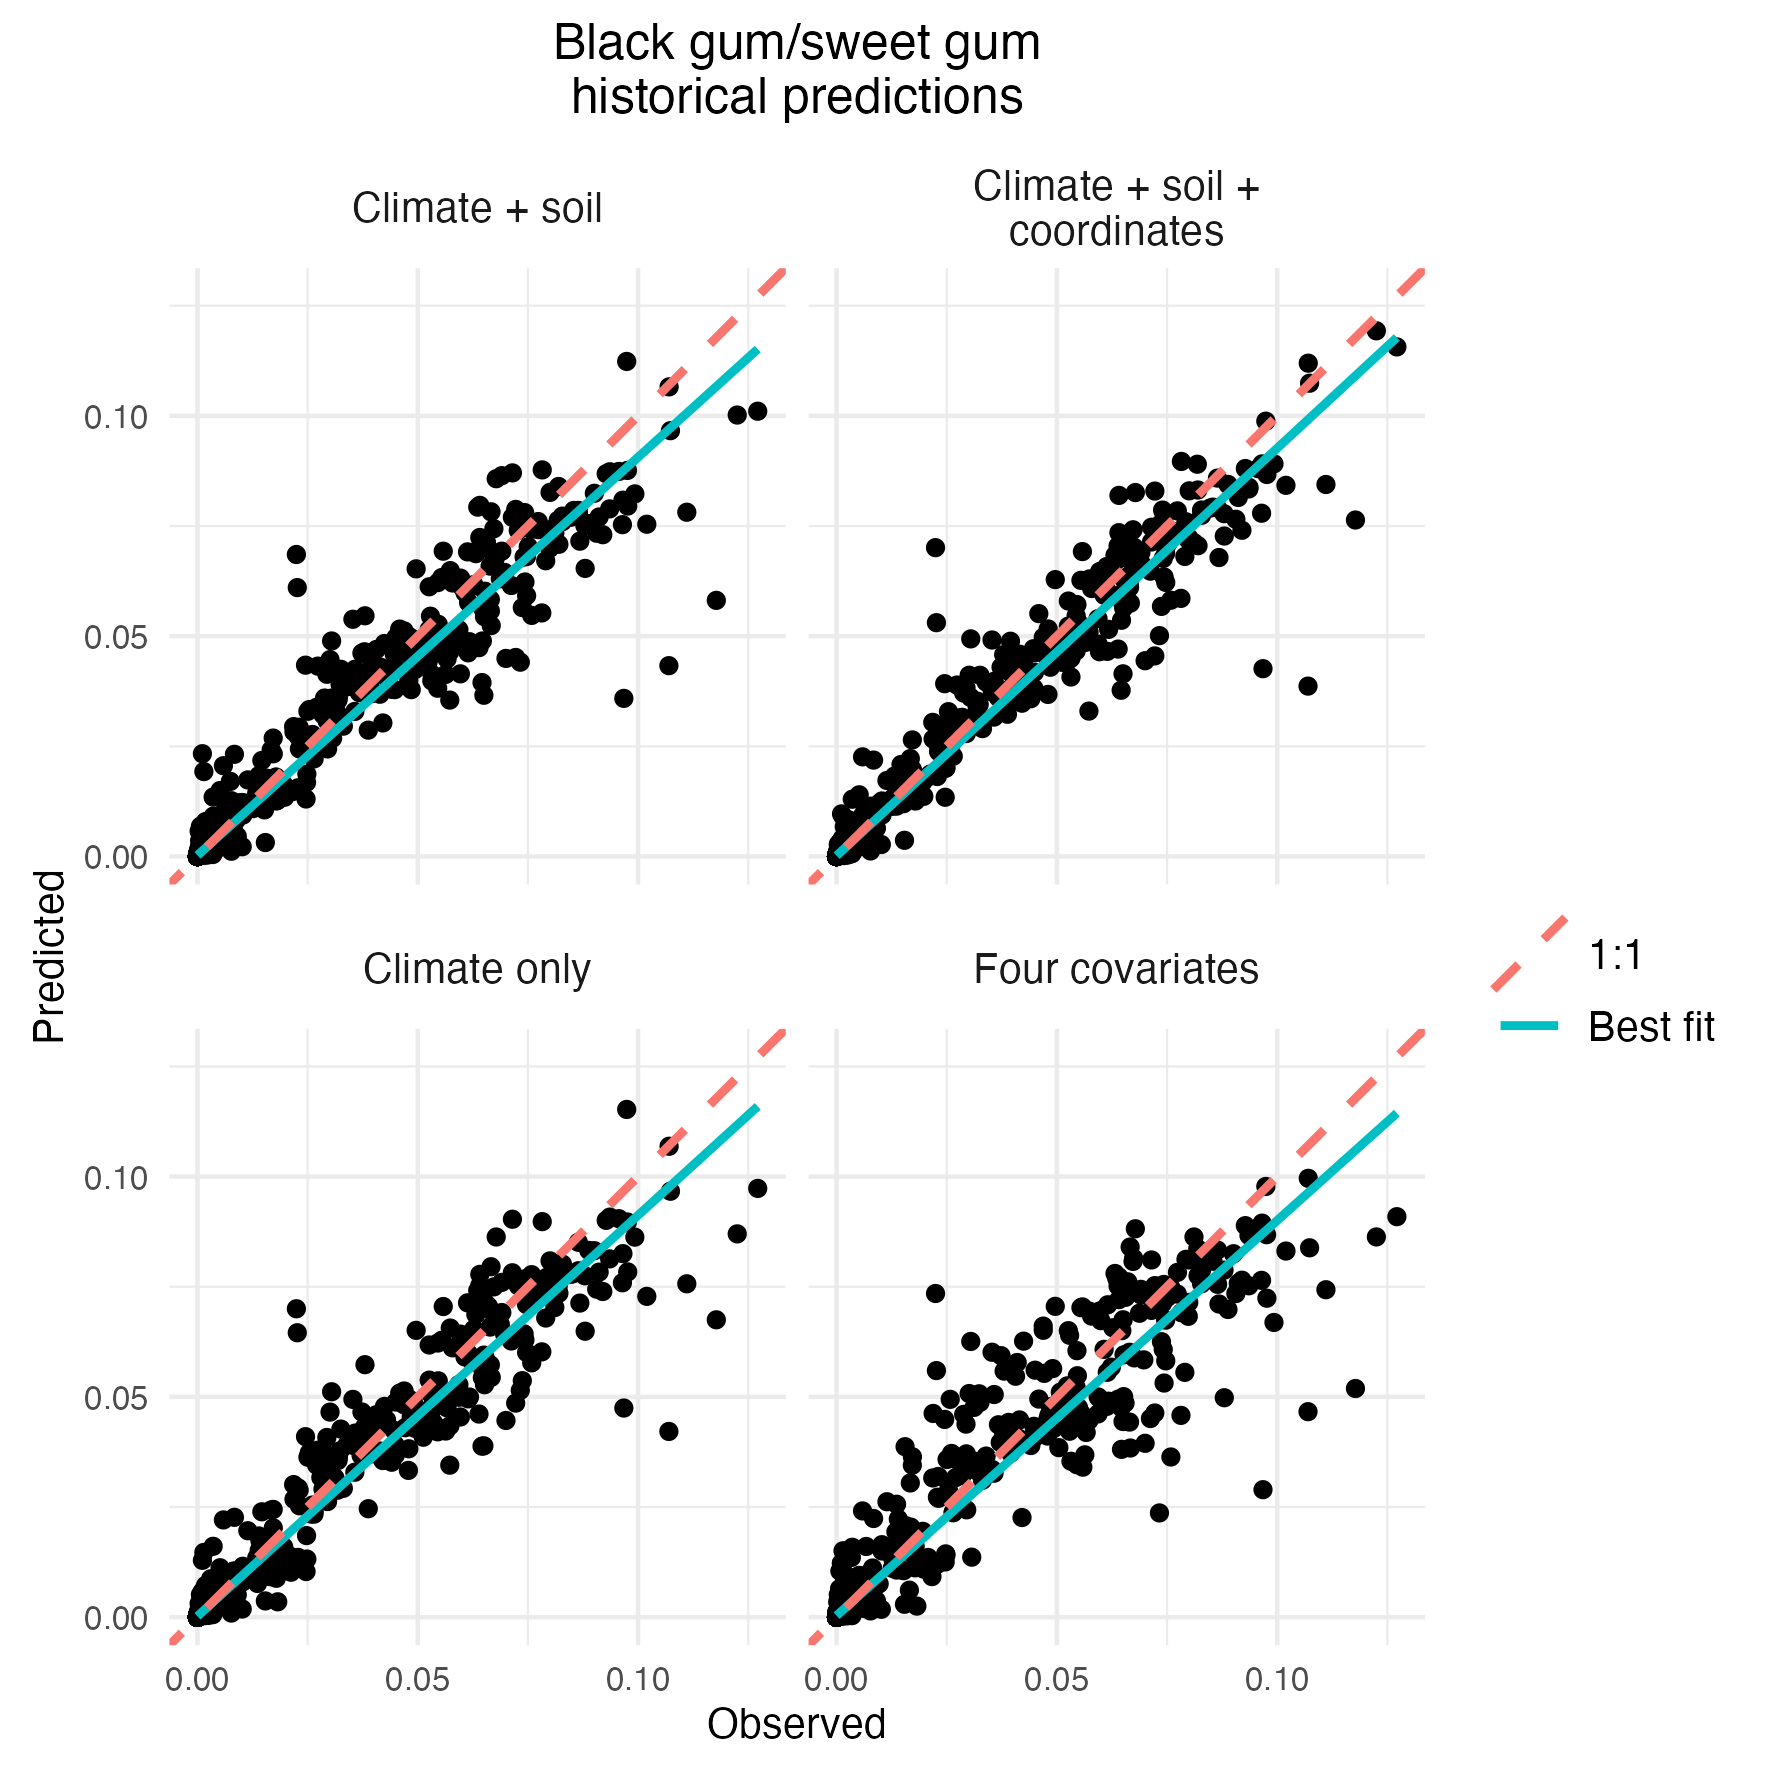 Black gum/sweet gum
historical predictions
Climate + soil
Climate + soil +
coordinates
0.10
0.05
0.00
Climate only
Four covariates
0.10
0.05
0.00
0.00 0.05 0.10
0.00 0.05 0.10
Observed
Predicted
1:1
Best fit